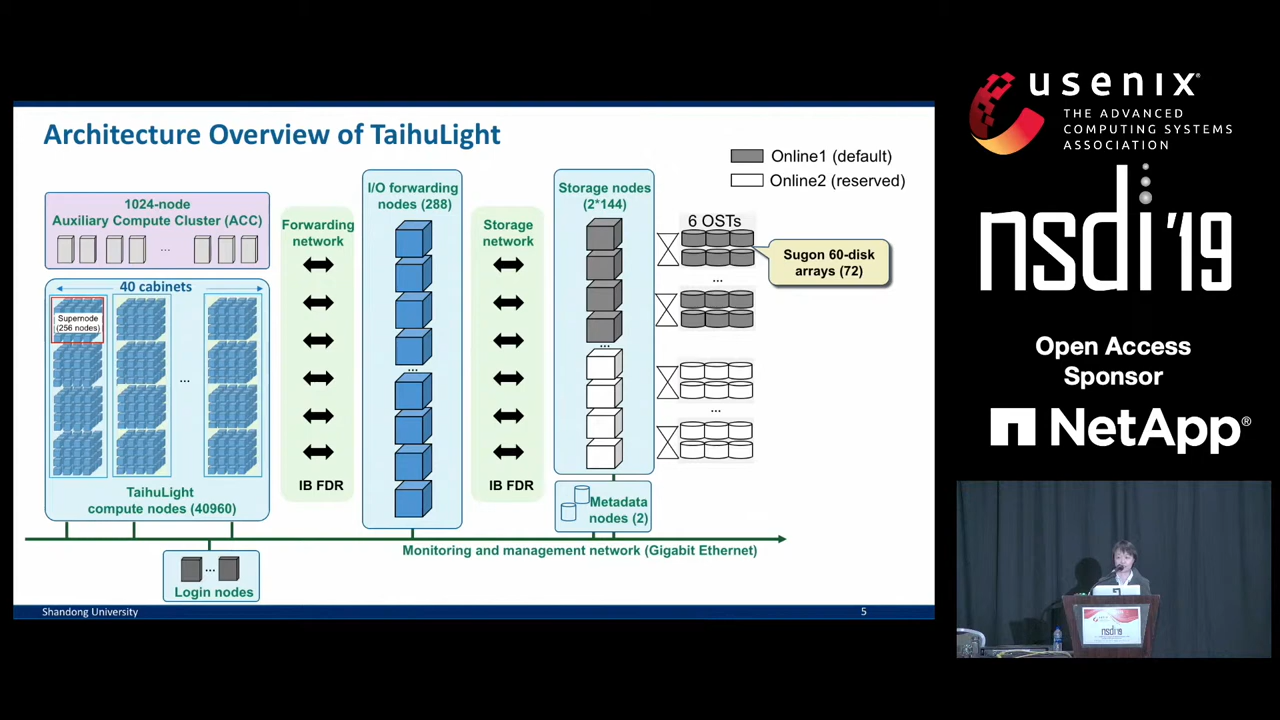 Architecture Overview of TaihuLight
Online1 (default)
Online2 (reserved)
1024-node
Auxiliary Compute Cluster (ACC)
...
40 cabinets
Supernode
(256 nodes)
...
TaihuLight
compute nodes (40960)
Forwarding
network
IB FDR
I/O forwarding
nodes (288)
...
Storage
network
IB FDR
Storage nodes
(2*144)
...
6 OSTs
...
...
Sugon 60-disk
arrays (72)
Metadata
nodes (2)
Monitoring and management network (Gigabit Ethernet)
...
Login nodes
Shandong University
5
usenix®
THE ADVANCED
COMPUTING SYSTEMS
ASSOCIATION
nsdi '19
Open Access
Sponsor
NetApp®
nsdi'19